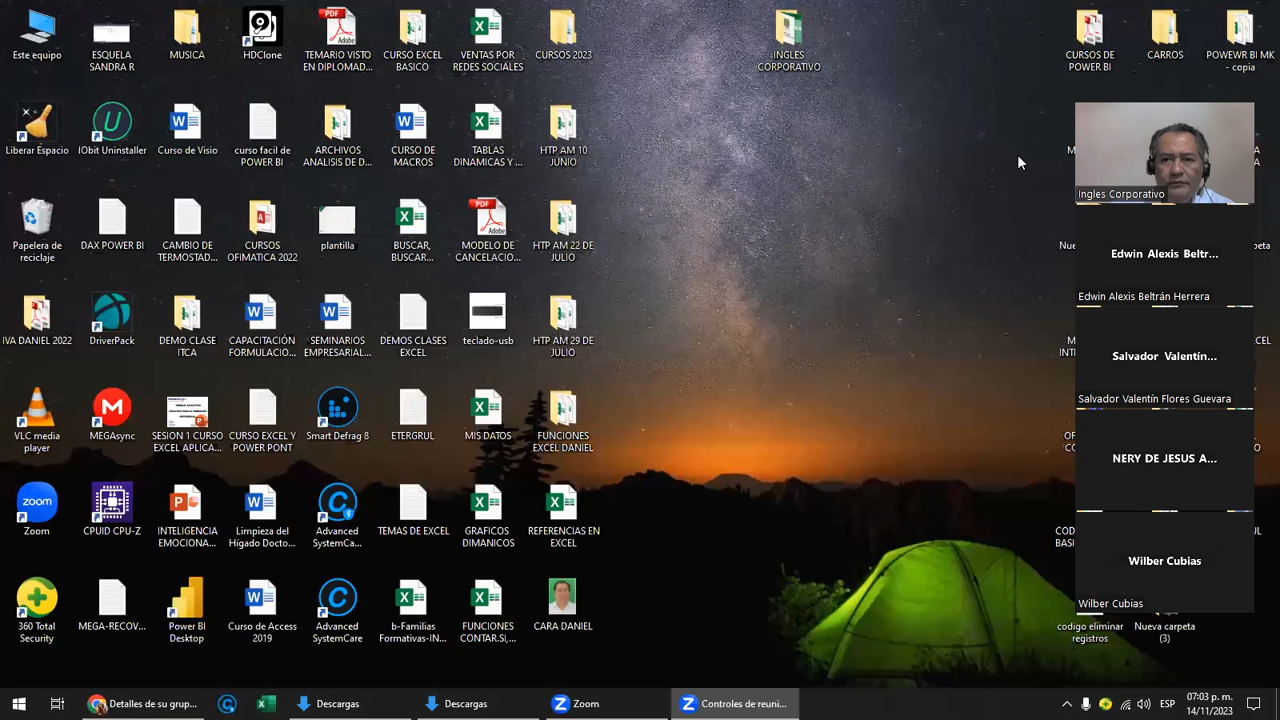 Este equipo
ESQUELA
SANDRA R
MUSICA
HDClone
TEMARIO VISTO
EN DIPLOMAD...
CURSO EXCEL
BASICO
VENTAS POR
REDES SOCIALES
CURSOS 2023
INGLES
CORPORATIVO
CURSOS DE
POWER BI
CARROS
POWEWR BI MK
- copia
Liberar Espacio
IObit Uninstaller
Curso de Visio
curso facil de
POWER BI
ARCHIVOS
ANALISIS DE D...
CURSO DE
MACROS
TABLAS
DINAMICAS Y ...
HTP AM 10
JUNIO
Ingles Corporativo
Papelera de
reciclaje
DAX POWER BI
CAMBIO DE
TERMOSTAD...
CURSOS
OFIMATICA 2022
plantilla
BUSCAR,
BUSCAR...
PDF
Adobe
MODELO DE
CANCELACIO...
HTP AM 22 DE
JULIO
Edwin Alexis Beltr...
Edwin Alexis Beltrán Herrera
IVA DANIEL 2022
DriverPack
DEMO CLASE
ITCA
CAPACITACIÓN
FORMULACIO...
SEMINARIOS
EMPRESARIAL...
DEMOS CLASES
EXCEL
teclado-usb
HTP AM 29 DE
JULIO
Salvador Valentín...
Salvador Valentín Flores Guevara
VLC media
player
MEGAsync
SESION 1 CURSO
EXCEL APLICA...
CURSO EXCEL Y
POWER PONT
Smart Defrag 8
ETERGRUL
MIS DATOS
FUNCIONES
EXCEL DANIEL
NERY DE JESUS A...
zoom
Zoom
CPUID CPU-Z
INTELIGENCIA
EMOCIONA...
Limpieza del
Hígado Docto...
Advanced
SystemCa...
TEMAS DE EXCEL
GRAFICOS
DIMANICOS
REFERENCIAS EN
EXCEL
Wilber Cubias
Wilber Cubias
360 Total
Security
MEGA-RECOV...
Power BI
Desktop
Curso de Access
2019
Advanced
SystemCare
b-Familias
Formativas-IN...
FUNCIONES
CONTAR.SI,...
CARA DANIEL
codigo eliminar
registros
Nueva carpeta
(3)
Detalles de su grup...
Descargas
Descargas
Zoom
Controles de reuni...
ESP
07:03 p. m.
14/11/2023